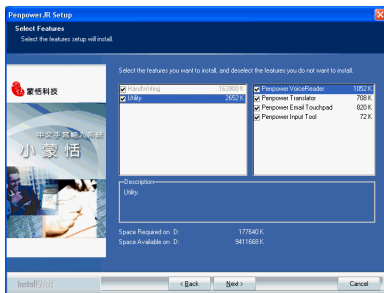 Penpower JR Setup
Select Features
Select the features setup will install.
Select the features you want to install, and deselect the features you do not want to install.
Handwriting 163900 K
Utility 2652 K
Penpower VoiceReader 1052 K
Penpower Translator 708 K
Penpower Email Touchpad 820 K
Penpower Input Tool 72 K
蒙恬科技
中文手寫輸入系統
小蒙恬
Description
Utility
Space Required on D: 177640 K
Space Available on D: 9411668 K
InstallShield
< Back
Next >
Cancel